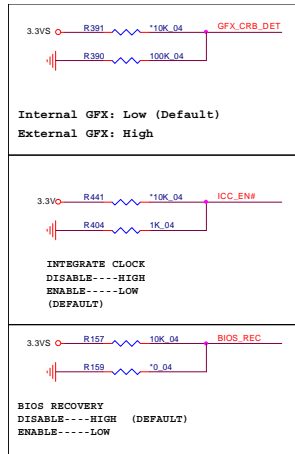 3.3VS R391 *10K_04 GFX_CRB_DET
R390 100K_04
Internal GFX: Low (Default)
External GFX: High
3.3V R441 *10K_04 ICC_EN#
R404 1K_04
INTEGRATE CLOCK
DISABLE----HIGH
ENABLE-----LOW
(DEFAULT)
3.3VS R157 10K_04 BIOS_REC
R159 *0_04
BIOS RECOVERY
DISABLE----HIGH (DEFAULT)
ENABLE-----LOW